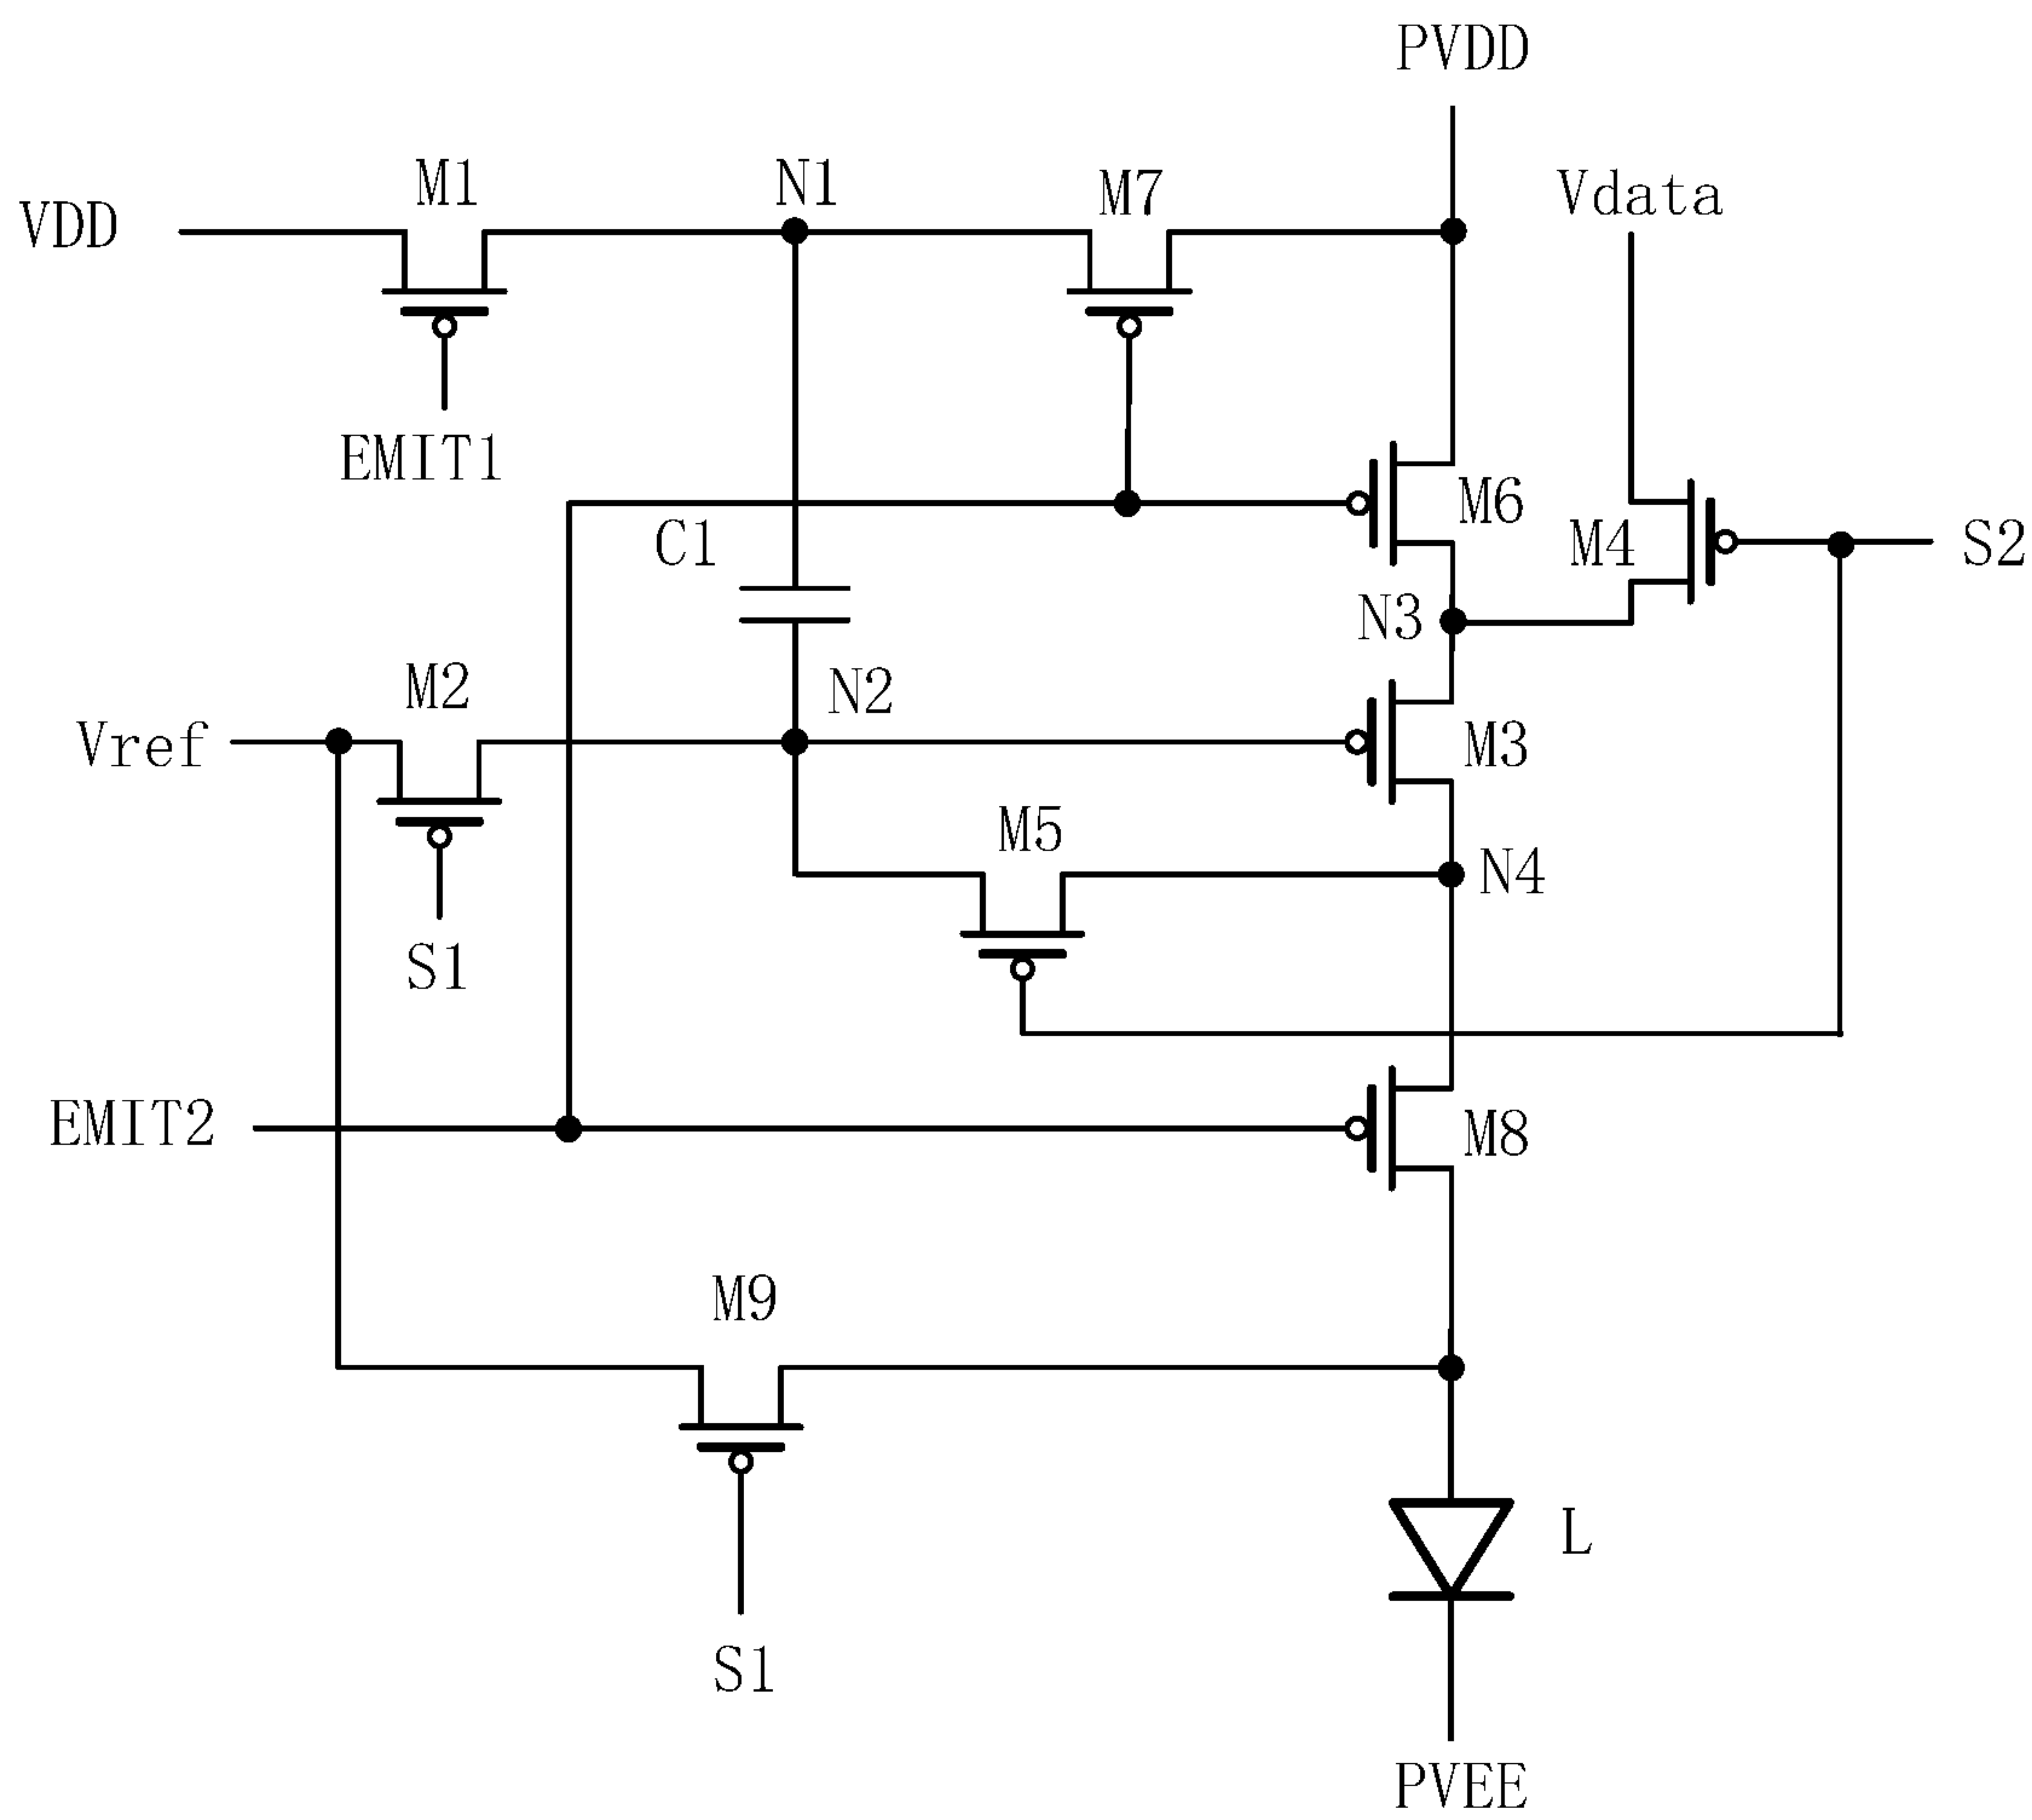 PVDD
M1
N1
M7
Vdata
VDD
EMIT1
M6
C1
M4
S2
N3
M2
N2
Vref
M3
M5
N4
S1
EMIT2
M8
M9
L
S1
PVEE